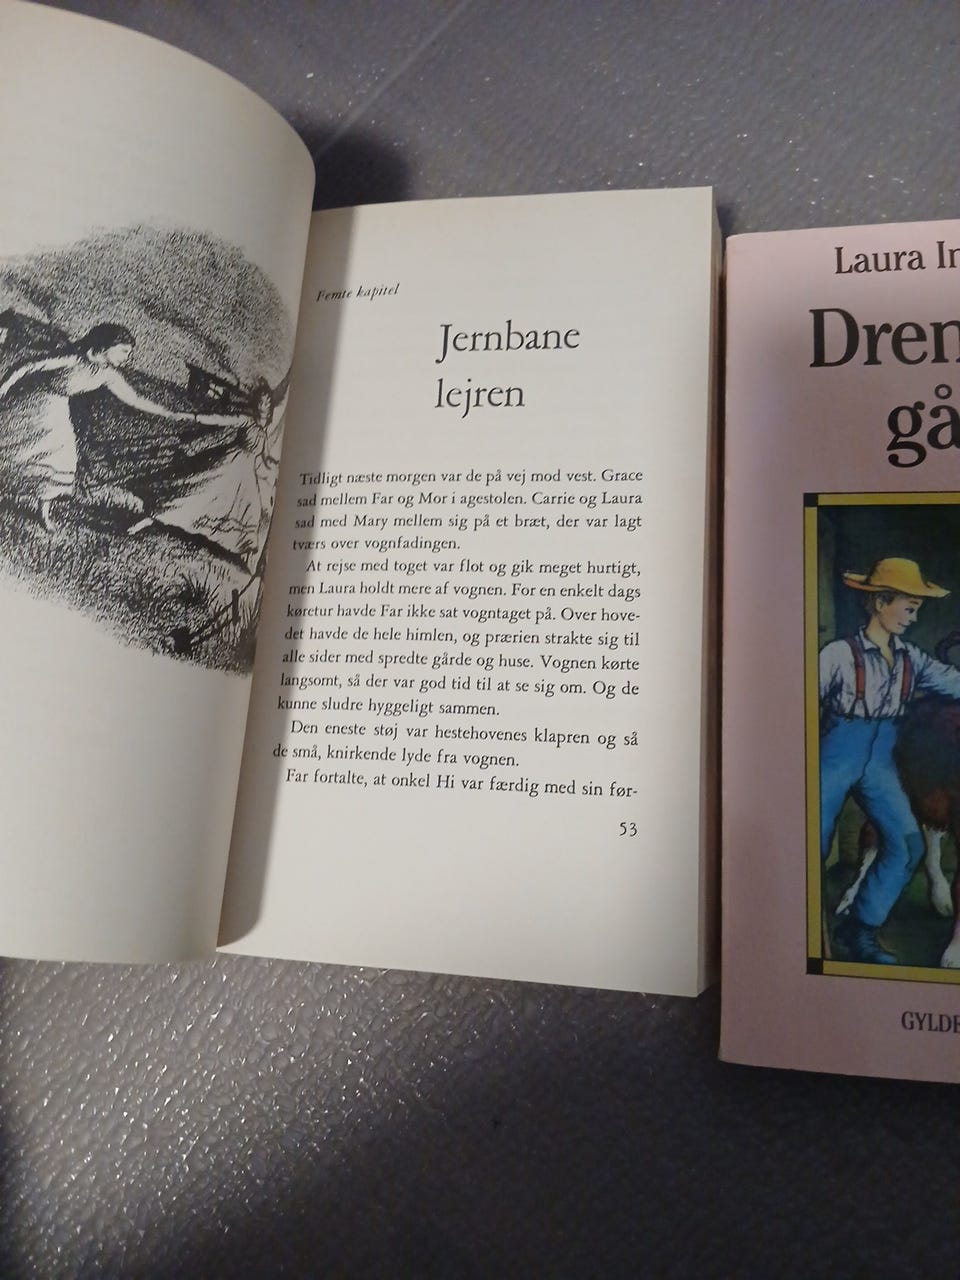 Femte kapitel
Jernbane
lejren
Tidligt næste morgen var de på vej mod vest. Grace
sad mellem Far og Mor i agestolen. Carrie og Laura
sad med Mary mellem sig på et bræt, der var lagt
tværs over vognfadingen.
At rejse med toget var flot og gik meget hurtigt,
men Laura holdt mere af vognen. For en enkelt dags
køretur havde Far ikke sat vogntaget på. Over hove-
det havde de hele himlen, og prærien strakte sig til
alle sider med spredte gårde og huse. Vognen kørte
langsomt, så der var god tid til at se sig om. Og de
kunne sludre hyggeligt sammen.
Den eneste støj var hestehovenes klapren og så
de små, knirkende lyde fra vognen.
Far fortalte, at onkel Hi var færdig med sin før-
53
Laura In
Dren
gå
GYLDE